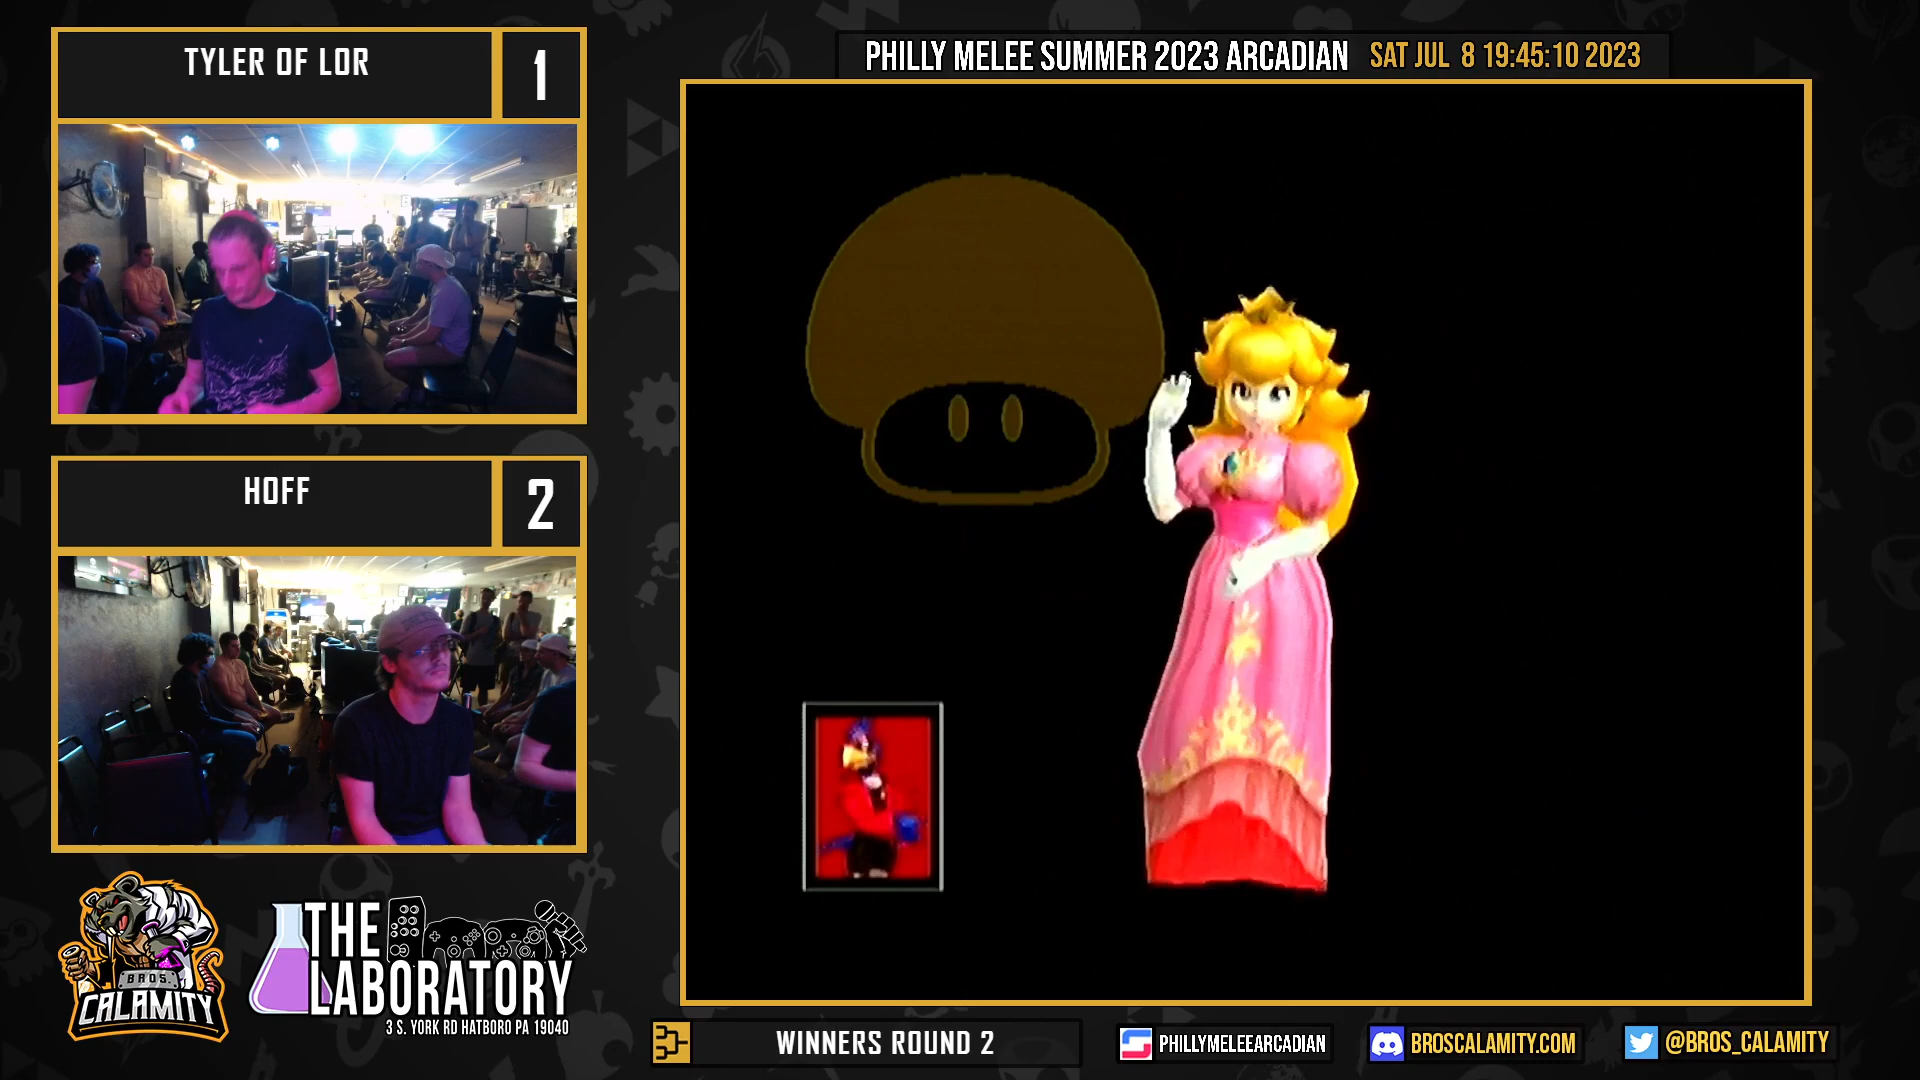 TYLER OF LOR
1
PHILLY MELEE SUMMER 2023 ARCADIAN SAT JUL 8 19:45:10 2023
HOFF
2
BROS.
CALAMITY
THE
LABORATORY
3 S. YORK RD HATBORO PA 19040
WINNERS ROUND 2
PHILLYMELEEARCADIAN
BROSCALAMITY.COM
@BROS_CALAMITY